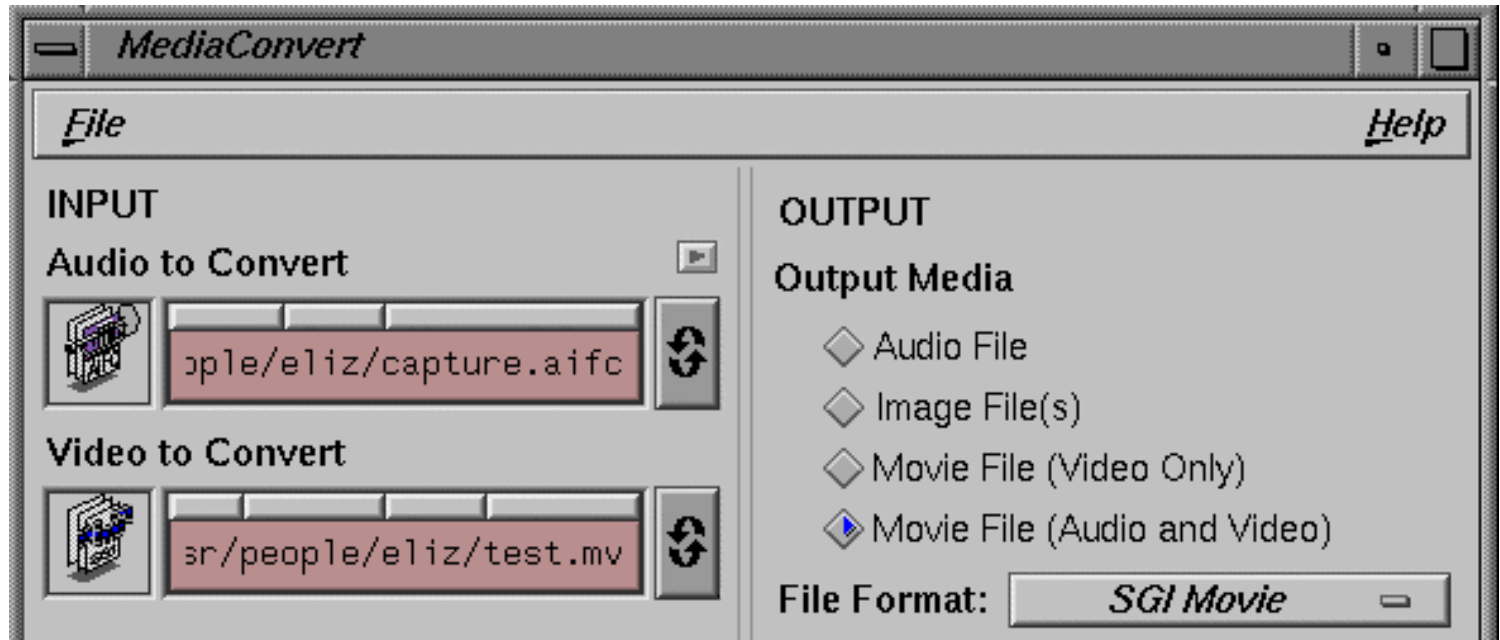 MediaConvert
File Help
INPUT
Audio to Convert
ople/eliz/capture.aifc
Video to Convert
sr/people/eliz/test.mv
OUTPUT
Output Media
Audio File
Image File(s)
Movie File (Video Only)
Movie File (Audio and Video)
File Format: SGI Movie